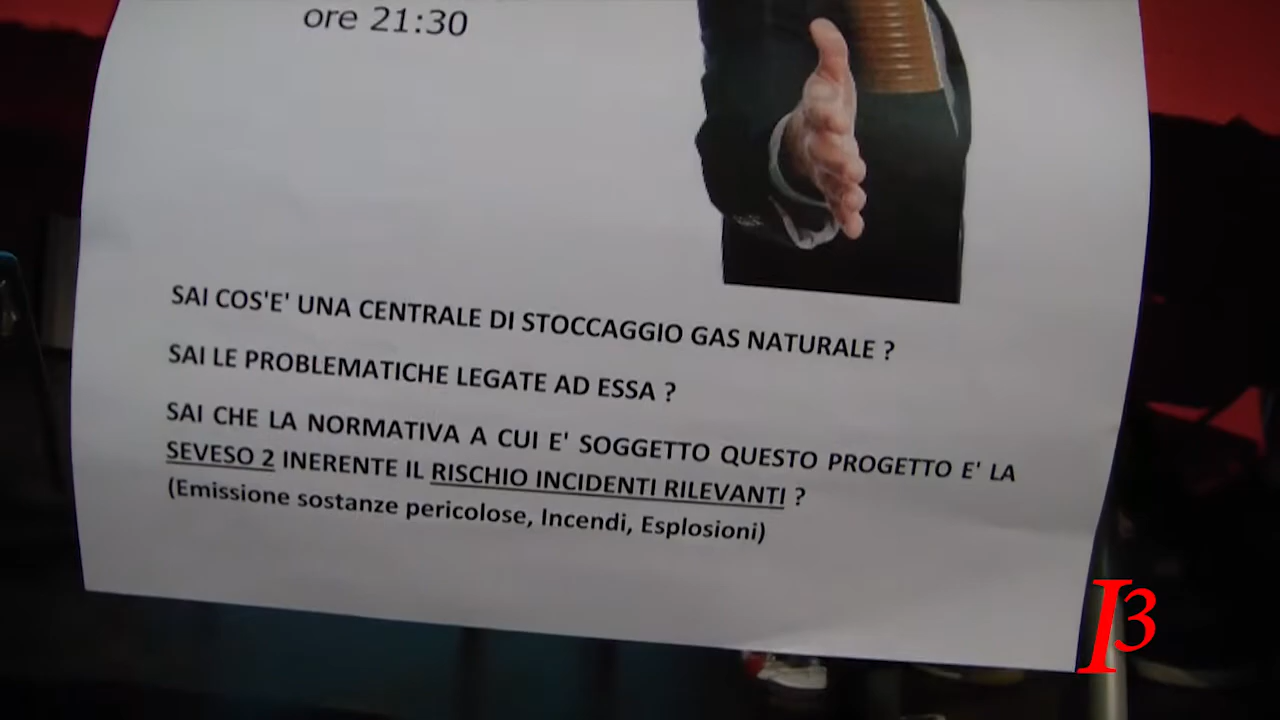 ore 21:30
SAI COS'E' UNA CENTRALE DI STOCCAGGIO GAS NATURALE ?
SAI LE PROBLEMATICHE LEGATE AD ESSA ?
SAI CHE LA NORMATIVA A CUI E' SOGGETTO QUESTO PROGETTO E' LA
SEVESO 2 INERENTE IL RISCHIO INCIDENTI RILEVANTI ?
(Emissione sostanze pericolose, Incendi, Esplosioni)
I3